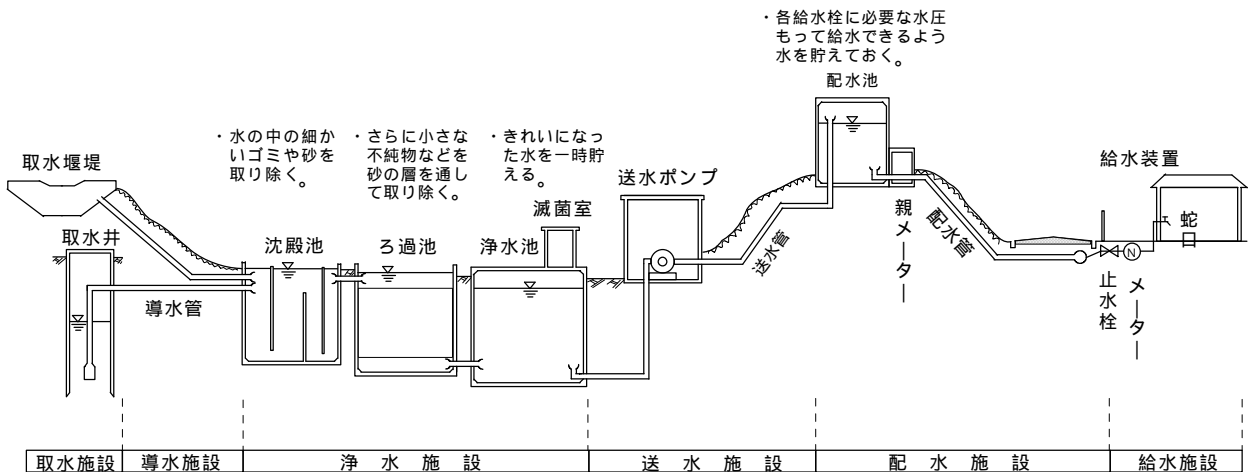 ・各給水栓に必要な水圧
もって給水できるよう
水を貯えておく。
配水池
・水の中の細か
いゴミや砂を
取り除く。
・さらに小さな
不純物などを
砂の層を通し
て取り除く。
・きれいになっ
た水を一時貯
える。
取水堰堤
送水ポンプ
給水装置
滅菌室
取水井
沈殿池
ろ過池
浄水池
導水管
送水管
親メーター
配水管
蛇口
止水栓
メーター
N
取水施設
導水施設
浄水施設
送水施設
配水施設
給水施設